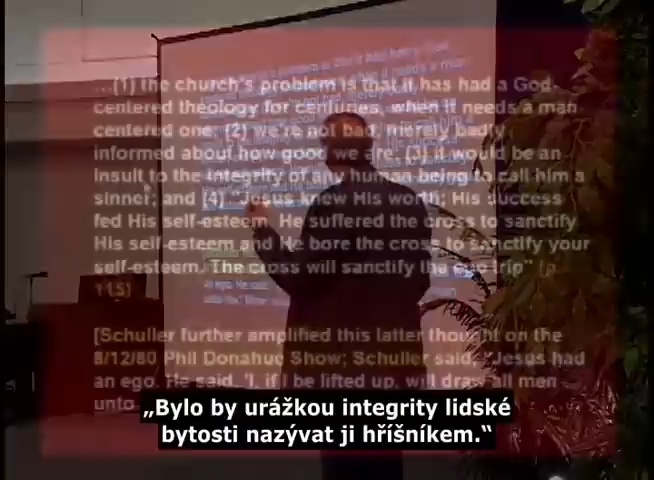 ...(1) the church's problem is that it has had a God-
centered theology for centuries, when it needs a man
centered one; (2) we're not bad, merely badly
informed about how good we are. (3) it would be an
insult to the integrity of any human being to call him a
sinner; and [4) "Jesus knew His worth; His success
fed His self-esteem. He suffered the cross to sanctify
His self-esteem and He bore the cross to sanctify your
self-esteem. The cross will sanctify the ego trip" (p.
115)
[Schuller further amplified this latter thought on the
8/12/80 Phil Donahue Show; Schuller said, "Jesus had
an ego. He said, 'I, if I be lifted up, will draw all men
unto
„Bylo by urážkou integrity lidské
bytosti nazývat ji hříšníkem.“